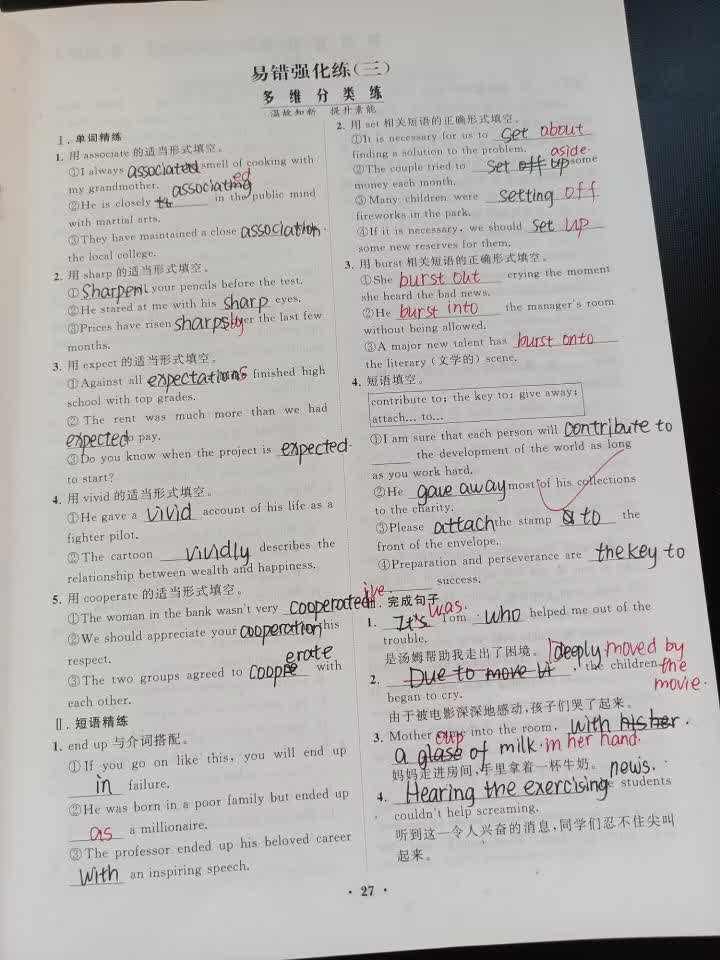 易错强化练(三)
多 维 分 类 练
温故知新 提升素能
Ⅰ. 单词精练
1. 用 associate 的适当形式填空。
①I always associated smell of cooking with
my grandmother.
②He is closely associated in the public mind
with martial arts.
③They have maintained a close association.
the local college.
2. 用 sharp 的适当形式填空。
①Sharpen your pencils before the test.
②He stared at me with his sharp eyes.
③Prices have risen sharply over the last few
months.
3. 用 expect 的适当形式填空。
①Against all expectations finished high
school with top grades.
② The rent was much more than we had
expected to pay.
③Do you know when the project is expected.
to start?
4. 用 vivid 的适当形式填空。
①He gave a vivid account of his life as a
fighter pilot.
②The cartoon vividly describes the
relationship between wealth and happiness.
5. 用 cooperate 的适当形式填空。
①The woman in the bank wasn't very cooperated ive.
②We should appreciate your cooperation this
respect.
③The two groups agreed to cooperate with
each other.
Ⅱ. 短语精练
1. end up 与介词搭配。
①If you go on like this, you will end up
in failure.
②He was born in a poor family but ended up
as a millionaire.
③The professor ended up his beloved career
with an inspiring speech.
2. 用 set 相关短语的正确形式填空。
①It is necessary for us to set about
finding a solution to the problem.
aside.
②The couple tried to set off up some
money each month.
③Many children were setting off
fireworks in the park.
④If it is necessary, we should set up
some new reserves for them.
3. 用 burst 相关短语的正确形式填空。
①She burst out crying the moment
she heard the bad news.
②He burst into the manager's room
without being allowed.
③A major new talent has burst onto
the literary (文学的) scene.
4. 短语填空。
contribute to; the key to; give away;
attach... to...
①I am sure that each person will contribute to
the development of the world as long
as you work hard.
②He gave away most of his collections
to the charity.
③Please attach the stamp to the
front of the envelope.
④Preparation and perseverance are the key to
success.
Ⅲ. 完成句子
1. It's was. Tom who helped me out of the
trouble.
是汤姆帮助我走出了困境。
deeply moved by
2. Due to move it, the children
the
movie.
began to cry.
由于被电影深深地感动,孩子们哭了起来。
3. Mother into the room, with his her.
cup
a glase of milk. in her hand.
妈妈走进房间,手里拿着一杯牛奶。
news.
4. Hearing the exercising students
couldn't help screaming.
听到这一令人兴奋的消息,同学们忍不住尖叫
起来。
· 27 ·